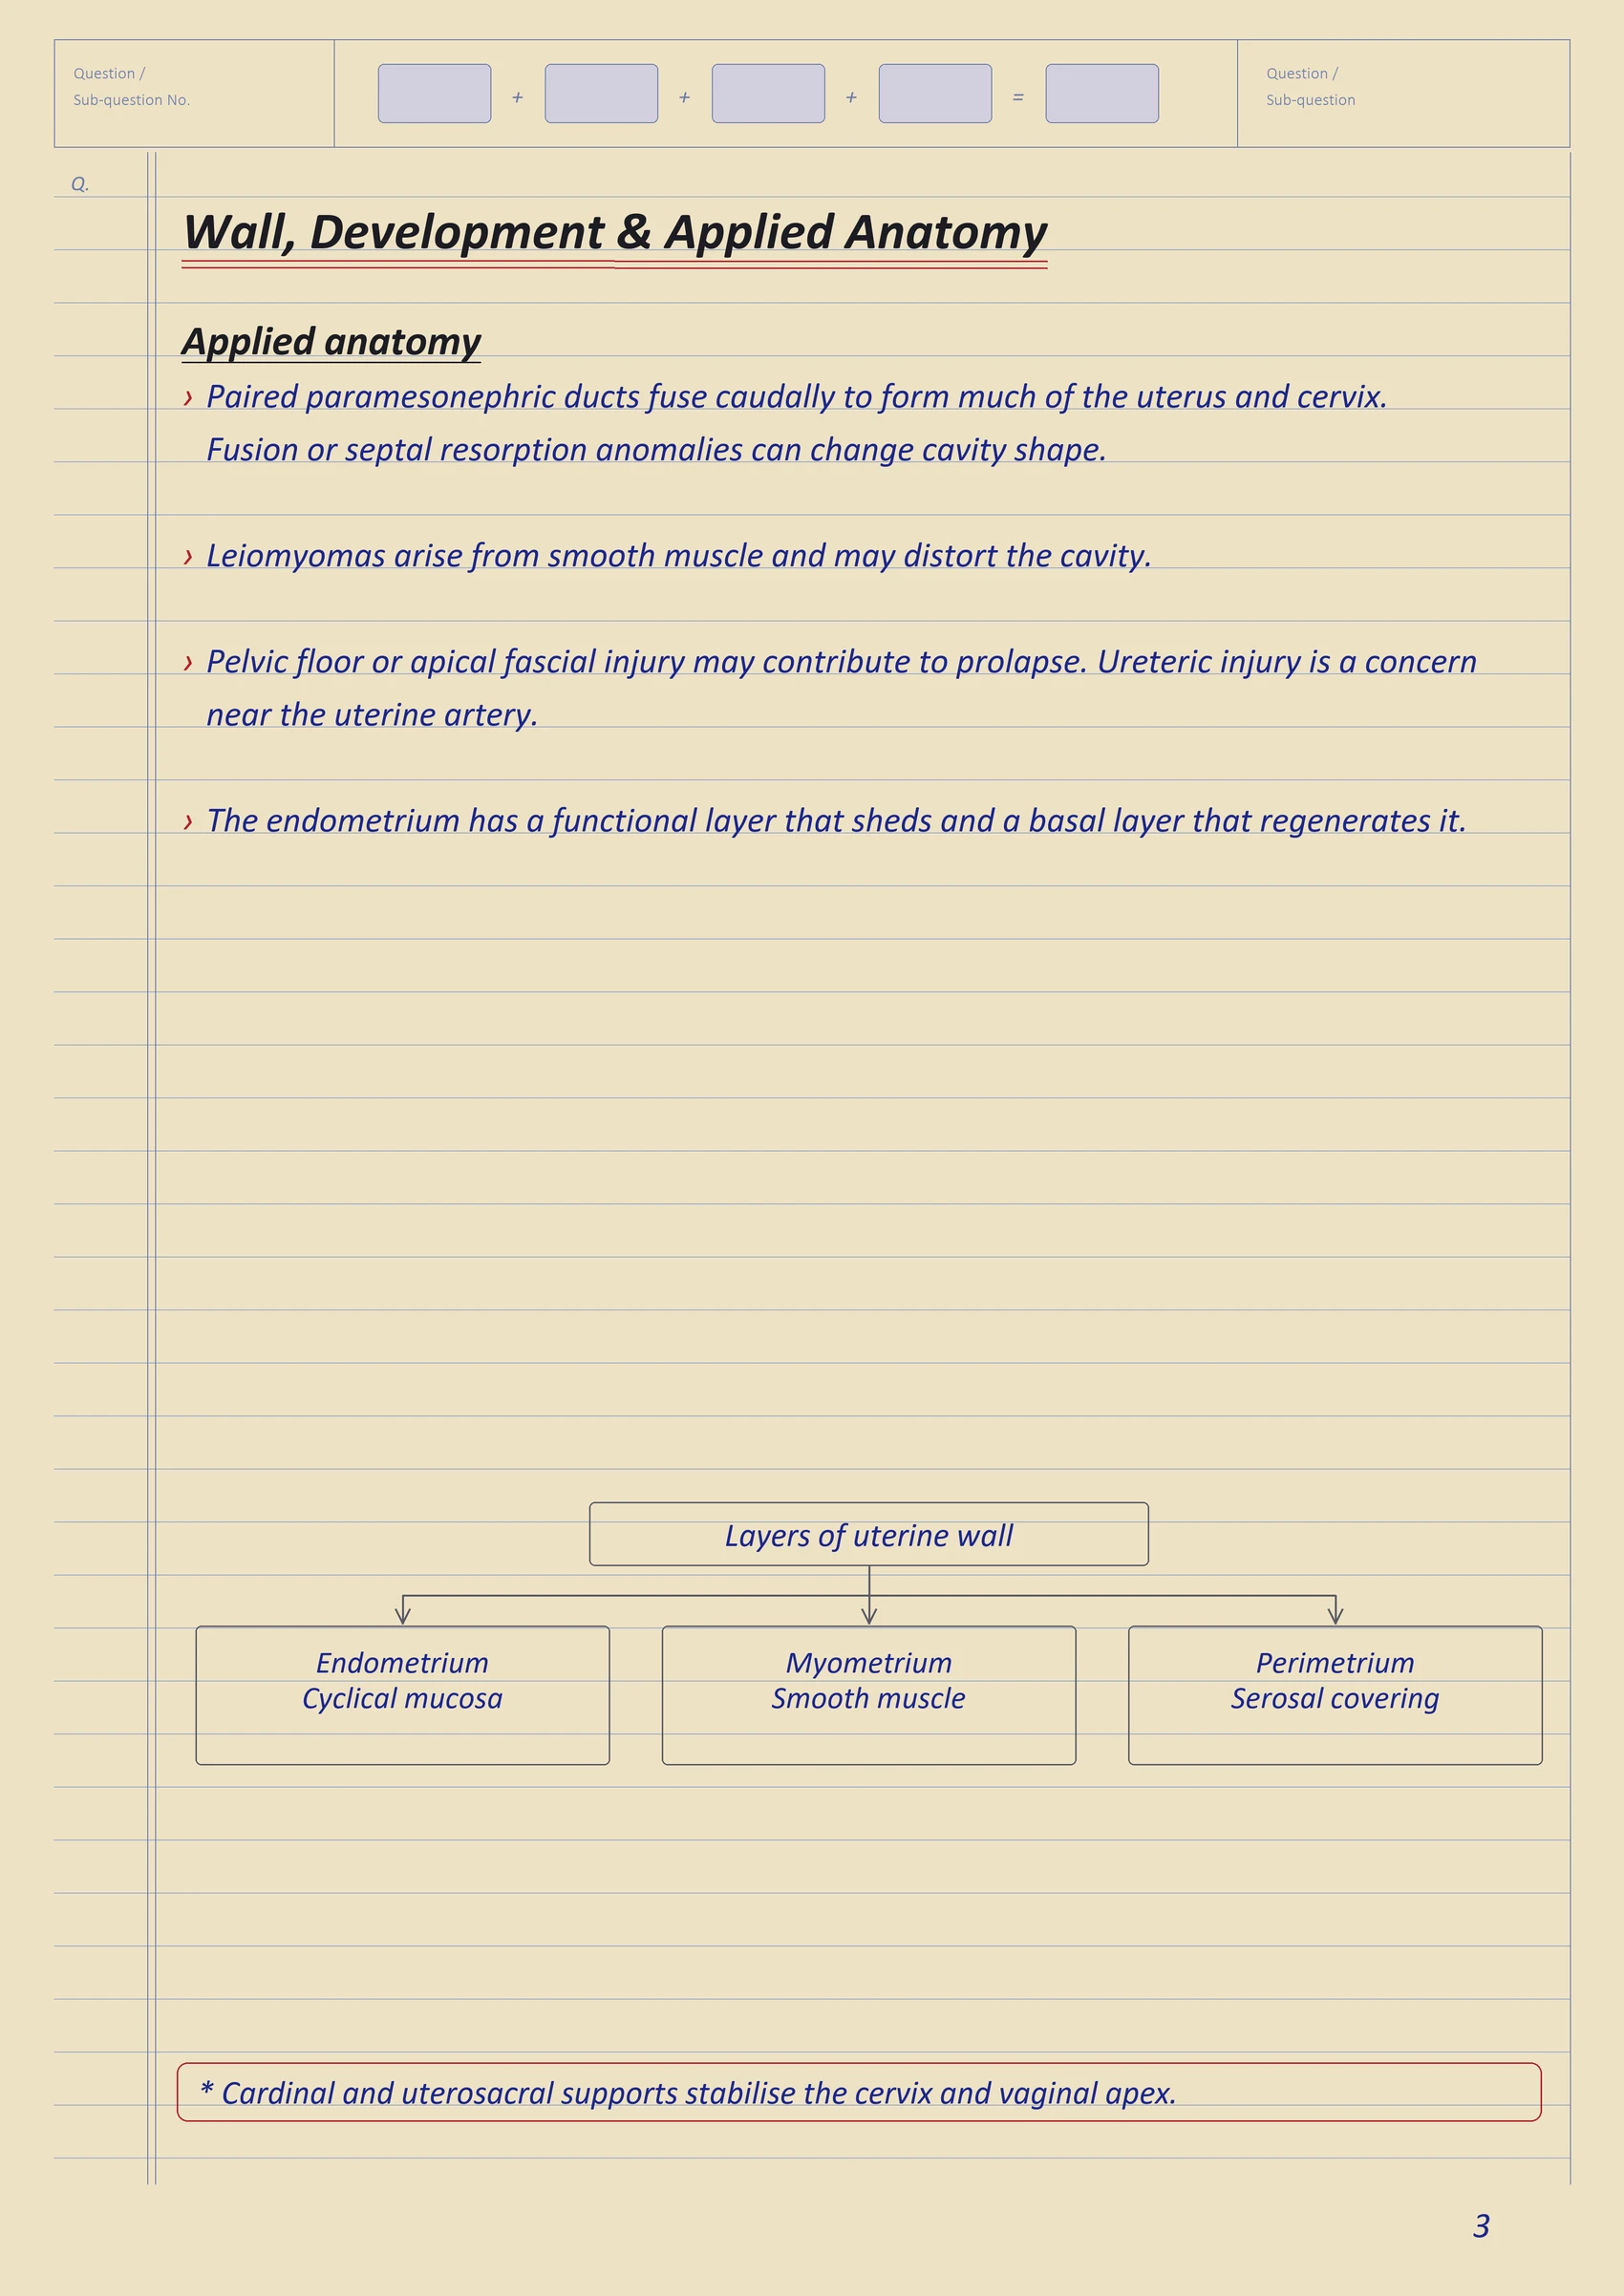 Question /
Sub-question No.
+ + + =
Question /
Sub-question
Q.
Wall, Development & Applied Anatomy
Applied anatomy
› Paired paramesonephric ducts fuse caudally to form much of the uterus and cervix.
Fusion or septal resorption anomalies can change cavity shape.
› Leiomyomas arise from smooth muscle and may distort the cavity.
› Pelvic floor or apical fascial injury may contribute to prolapse. Ureteric injury is a concern
near the uterine artery.
› The endometrium has a functional layer that sheds and a basal layer that regenerates it.
Layers of uterine wall
Endometrium
Cyclical mucosa
Myometrium
Smooth muscle
Perimetrium
Serosal covering
* Cardinal and uterosacral supports stabilise the cervix and vaginal apex.
3